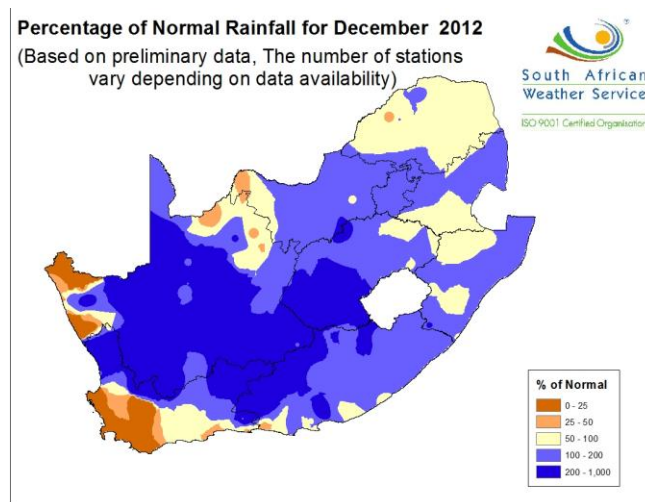 Percentage of Normal Rainfall for December 2012
(Based on preliminary data, The number of stations
vary depending on data availability)
South African
Weather Service
ISO 9001 Certified Organisation
% of Normal
0 - 25
25 - 50
50 - 100
100 - 200
200 - 1,000